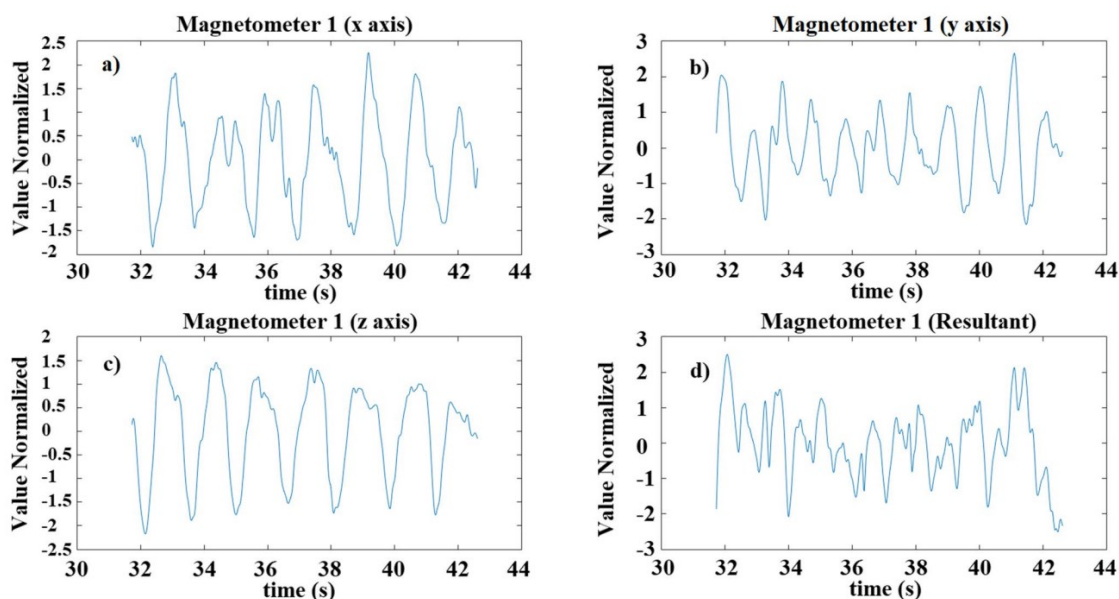 Magnetometer 1 (x axis)
a)
Value Normalized
2.5
2
1.5
1
0.5
0
-0.5
-1
-1.5
-2
30 32 34 36 38 40 42 44
time (s)
Magnetometer 1 (y axis)
b)
Value Normalized
3
2
1
0
-1
-2
-3
30 32 34 36 38 40 42 44
time (s)
Magnetometer 1 (z axis)
c)
Value Normalized
2
1.5
1
0.5
0
-0.5
-1
-1.5
-2
-2.5
30 32 34 36 38 40 42 44
time (s)
Magnetometer 1 (Resultant)
d)
Value Normalized
3
2
1
0
-1
-2
-3
30 32 34 36 38 40 42 44
time (s)